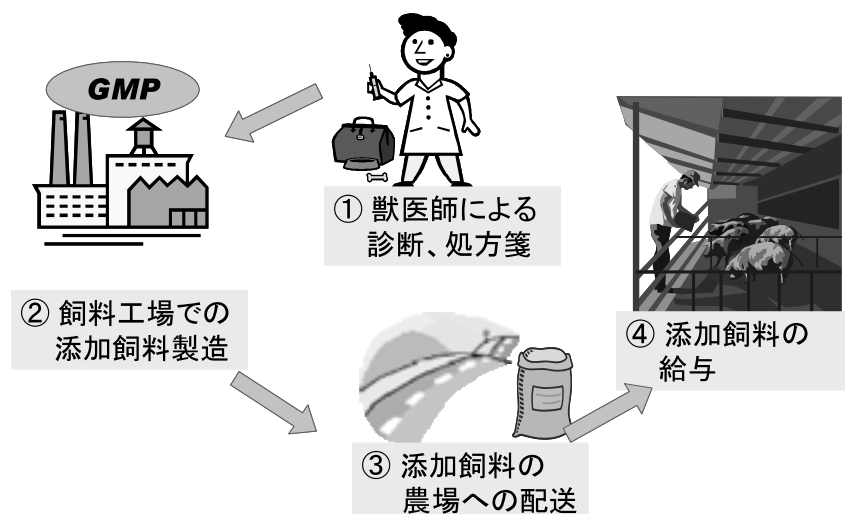 GMP
① 獣医師による
診断、処方箋
② 飼料工場での
添加飼料製造
③ 添加飼料の
農場への配送
④ 添加飼料の
給与